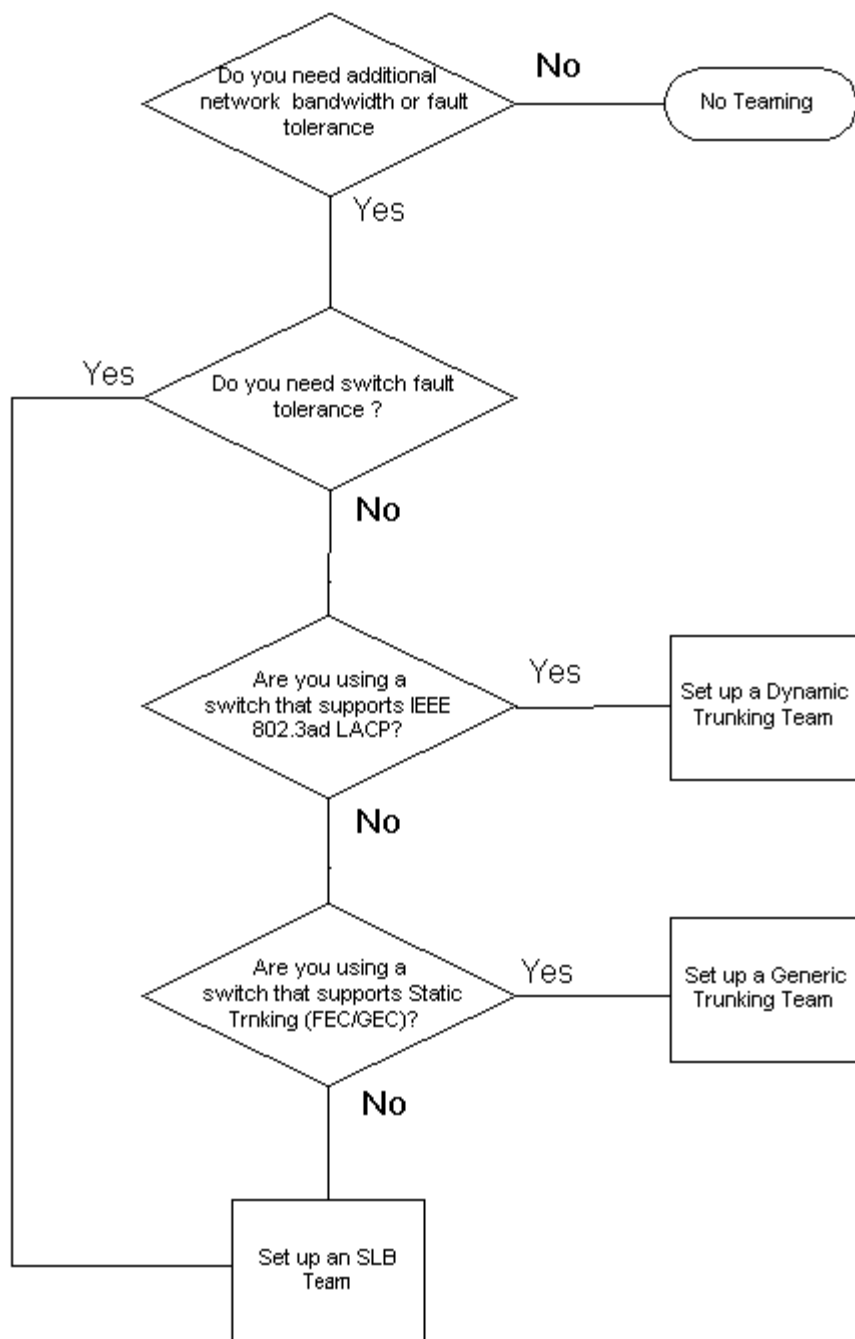 Do you need additional
network bandwidth or fault
tolerance
No
No Teaming
Yes
Yes
Do you need switch fault
tolerance ?
No
Are you using a
switch that supports IEEE
802.3ad LACP?
Yes
Set up a Dynamic
Trunking Team
No
Are you using a
switch that supports Static
Trnking (FEC/GEC)?
Yes
Set up a Generic
Trunking Team
No
Set up an SLB
Team